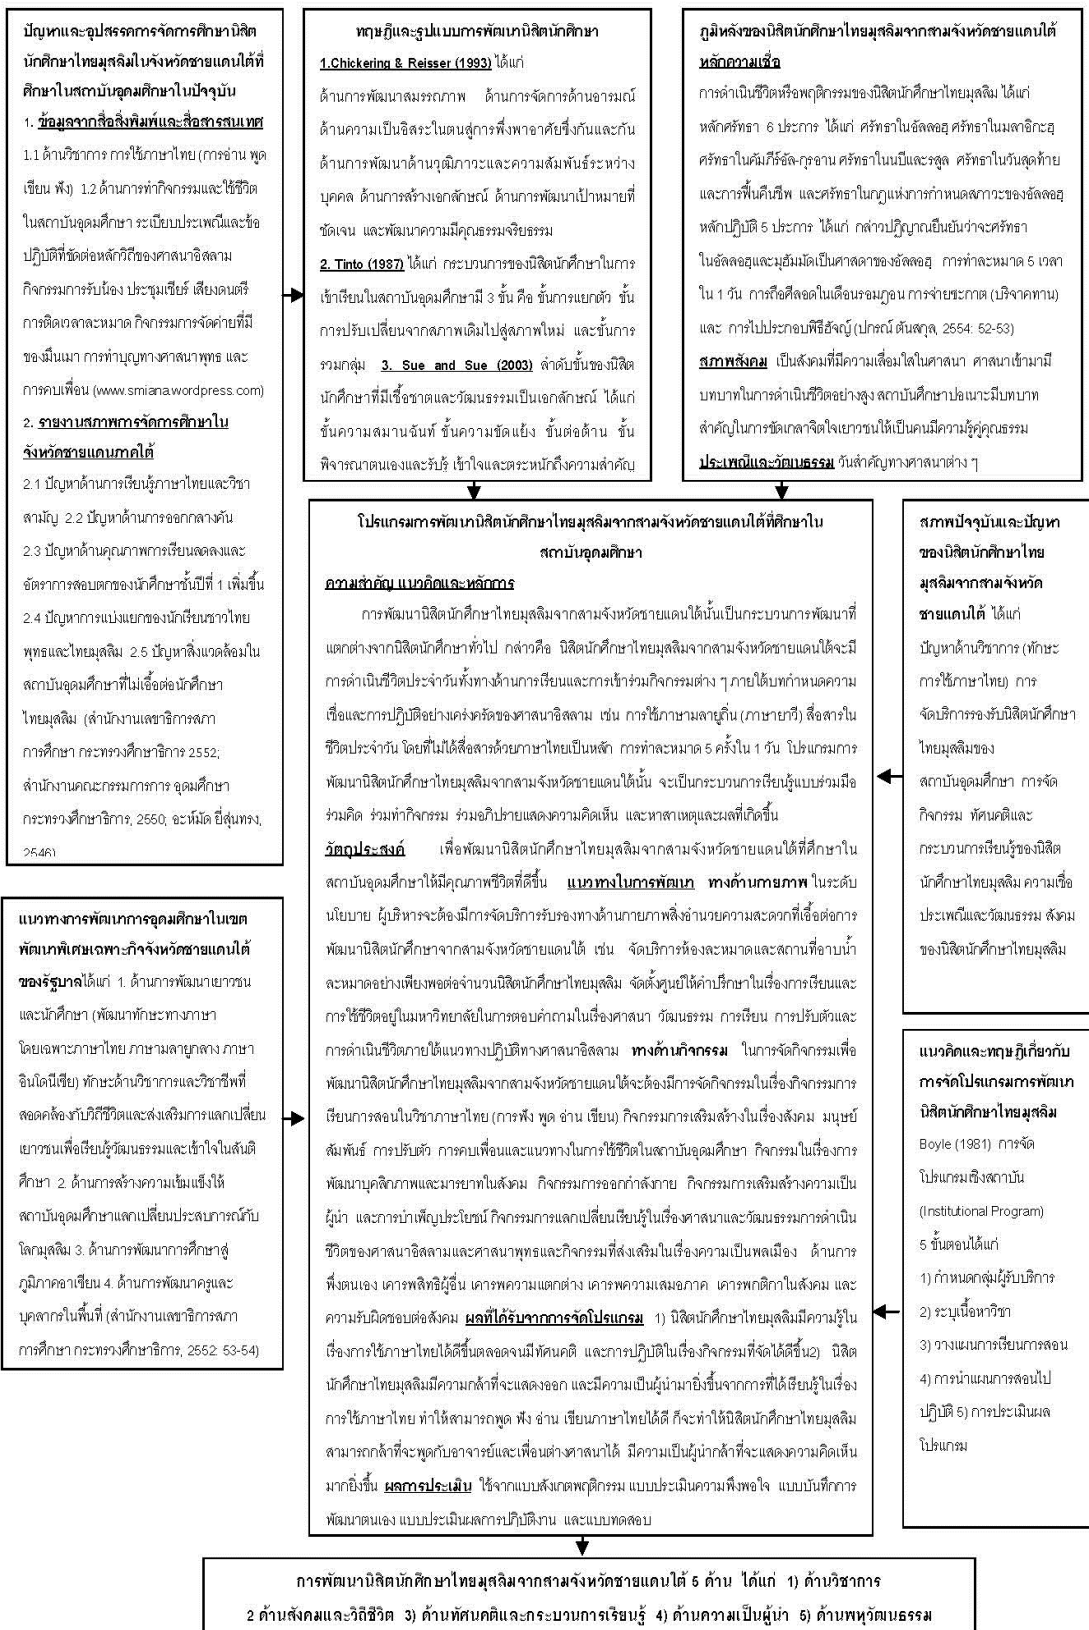 ปัญหาและอุปสรรคการจัดการศึกษานิสิต
นักศึกษาไทยมุสลิมในจังหวัดชายแดนใต้ที่
ศึกษาในสถาบันอุดมศึกษาในปัจจุบัน
1. ข้อมูลจากสื่อสิ่งพิมพ์และสื่อสารสนเทศ
1.1 ด้านวิชาการ การใช้ภาษาไทย (การอ่าน พูด
เขียน ฟัง) 1.2 ด้านการทำกิจกรรมและใช้ชีวิต
ในสถาบันอุดมศึกษา ระเบียบประเพณีและข้อ
ปฏิบัติที่ขัดต่อหลักวิถีของศาสนาอิสลาม
กิจกรรมการรับน้อง ประชุมเชียร์ เสียงดนตรี
การติดเวลาละหมาด กิจกรรมการจัดค่ายที่มี
ของมึนเมา การทำบุญทางศาสนาพุทธ และ
การคบเพื่อน (www.smiana.wordpress.com)
2. รายงานสภาพการจัดการศึกษาใน
จังหวัดชายแดนภาคใต้
2.1 ปัญหาด้านการเรียนรู้ภาษาไทยและวิชา
สามัญ 2.2 ปัญหาด้านการออกกลางคัน
2.3 ปัญหาด้านคุณภาพการเรียนลดลงและ
อัตราการสอบตกของนักศึกษาชั้นปีที่ 1 เพิ่มขึ้น
2.4 ปัญหาการแบ่งแยกของนักเรียนชาวไทย
พุทธและไทยมุสลิม 2.5 ปัญหาสิ่งแวดล้อมใน
สถาบันอุดมศึกษาที่ไม่เอื้อต่อนักศึกษา
ไทยมุสลิม (สำนักงานเลขาธิการสภา
การศึกษา กระทรวงศึกษาธิการ 2552;
สำนักงานคณะกรรมการการ อุดมศึกษา
กระทรวงศึกษาธิการ, 2550; อะห์มัด ยี่สุ่นทรง,
2546)
ทฤษฎีและรูปแบบการพัฒนานิสิตนักศึกษา
1.Chickering & Reisser (1993) ได้แก่
ด้านการพัฒนาสมรรถภาพ ด้านการจัดการด้านอารมณ์
ด้านความเป็นอิสระในตนสู่การพึ่งพาอาศัยซึ่งกันและกัน
ด้านการพัฒนาด้านวุฒิภาวะและความสัมพันธ์ระหว่าง
บุคคล ด้านการสร้างเอกลักษณ์ ด้านการพัฒนาเป้าหมายที่
ชัดเจน และพัฒนาความมีคุณธรรมจริยธรรม
2. Tinto (1987) ได้แก่ กระบวนการของนิสิตนักศึกษาในการ
เข้าเรียนในสถาบันอุดมศึกษามี 3 ขั้น คือ ขั้นการแยกตัว ขั้น
การปรับเปลี่ยนจากสภาพเดิมไปสู่สภาพใหม่ และขั้นการ
รวมกลุ่ม 3. Sue and Sue (2003) ลำดับขั้นของนิสิต
นักศึกษาที่มีเชื้อชาตและวัฒนธรรมเป็นเอกลักษณ์ ได้แก่
ขั้นความสมานฉันท์ ขั้นความขัดแย้ง ขั้นต่อต้าน ขั้น
พิจารณาตนเองและรับรู้ เข้าใจและตระหนักถึงความสำคัญ
ภูมิหลังของนิสิตนักศึกษาไทยมุสลิมจากสามจังหวัดชายแดนใต้
หลักความเชื่อ
การดำเนินชีวิตหรือพฤติกรรมของนิสิตนักศึกษาไทยมุสลิม ได้แก่
หลักศรัทธา 6 ประการ ได้แก่ ศรัทธาในอัลลอฮฺ ศรัทธาในมลาอิกะฮฺ
ศรัทธาในคัมภีร์อัล-กุรอาน ศรัทธาในนบีและรสูล ศรัทธาในวันสุดท้าย
และการฟื้นคืนชีพ และศรัทธาในกฎแห่งการกำหนดสภาวะของอัลลอฮฺ
หลักปฏิบัติ 5 ประการ ได้แก่ กล่าวปฏิญาณยืนยันว่าจะศรัทธา
ในอัลลอฮฺและมุฮัมมัดเป็นศาสดาของอัลลอฮฺ การทำละหมาด 5 เวลา
ใน 1 วัน การถือศีลอดในเดือนรอมฎอน การจ่ายซะกาต (บริจาคทาน)
และ การไปประกอบพิธีฮัจญ์ (ปกรณ์ ตันสกุล, 2554: 52-53)
สภาพสังคม เป็นสังคมที่มีความเลื่อมใสในศาสนา ศาสนาเข้ามามี
บทบาทในการดำเนินชีวิตอย่างสูง สถาบันศึกษาปอเนาะมีบทบาท
สำคัญในการขัดเกลาจิตใจเยาวชนให้เป็นคนมีความรู้คู่คุณธรรม
ประเพณีและวัฒนธรรม วันสำคัญทางศาสนาต่าง ๆ
โปรแกรมการพัฒนานิสิตนักศึกษาไทยมุสลิมจากสามจังหวัดชายแดนใต้ที่ศึกษาใน
สถาบันอุดมศึกษา
ความสำคัญ แนวคิดและหลักการ
การพัฒนานิสิตนักศึกษาไทยมุสลิมจากสามจังหวัดชายแดนใต้นั้นเป็นกระบวนการพัฒนาที่
แตกต่างจากนิสิตนักศึกษาทั่วไป กล่าวคือ นิสิตนักศึกษาไทยมุสลิมจากสามจังหวัดชายแดนใต้จะมี
การดำเนินชีวิตประจำวันทั้งทางด้านการเรียนและการเข้าร่วมกิจกรรมต่าง ๆ ภายใต้บทกำหนดความ
เชื่อและการปฏิบัติอย่างเคร่งครัดของศาสนาอิสลาม เช่น การใช้ภาษามลายูถิ่น (ภาษายาวี) สื่อสารใน
ชีวิตประจำวัน โดยที่ไม่ได้สื่อสารด้วยภาษาไทยเป็นหลัก การทำละหมาด 5 ครั้งใน 1 วัน โปรแกรมการ
พัฒนานิสิตนักศึกษาไทยมุสลิมจากสามจังหวัดชายแดนใต้นั้น จะเป็นกระบวนการเรียนรู้แบบร่วมมือ
ร่วมคิด ร่วมทำกิจกรรม ร่วมอภิปรายแสดงความคิดเห็น และหาสาเหตุและผลที่เกิดขึ้น
วัตถุประสงค์ เพื่อพัฒนานิสิตนักศึกษาไทยมุสลิมจากสามจังหวัดชายแดนใต้ที่ศึกษาใน
สถาบันอุดมศึกษาให้มีคุณภาพชีวิตที่ดีขึ้น แนวทางในการพัฒนา ทางด้านกายภาพ ในระดับ
นโยบาย ผู้บริหารจะต้องมีการจัดบริการรับรองทางด้านกายภาพสิ่งอำนวยความสะดวกที่เอื้อต่อการ
พัฒนานิสิตนักศึกษาจากสามจังหวัดชายแดนใต้ เช่น จัดบริการห้องละหมาดและสถานที่อาบน้ำ
ละหมาดอย่างเพียงพอต่อจำนวนนิสิตนักศึกษาไทยมุสลิม จัดตั้งศูนย์ให้คำปรึกษาในเรื่องการเรียนและ
การใช้ชีวิตอยู่ในมหาวิทยาลัยในการตอบคำถามในเรื่องศาสนา วัฒนธรรม การเรียน การปรับตัวและ
การดำเนินชีวิตภายใต้แนวทางปฏิบัติทางศาสนาอิสลาม ทางด้านกิจกรรม ในการจัดกิจกรรมเพื่อ
พัฒนานิสิตนักศึกษาไทยมุสลิมจากสามจังหวัดชายแดนใต้จะต้องมีการจัดกิจกรรมในเรื่องกิจกรรมการ
เรียนการสอนในวิชาภาษาไทย (การฟัง พูด อ่าน เขียน) กิจกรรมการเสริมสร้างในเรื่องสังคม มนุษย์
สัมพันธ์ การปรับตัว การคบเพื่อนและแนวทางในการใช้ชีวิตในสถาบันอุดมศึกษา กิจกรรมในเรื่องการ
พัฒนาบุคลิกภาพและมารยาทในสังคม กิจกรรมการออกกำลังกาย กิจกรรมการเสริมสร้างความเป็น
ผู้นำ และการบำเพ็ญประโยชน์ กิจกรรมการแลกเปลี่ยนเรียนรู้ในเรื่องศาสนาและวัฒนธรรมการดำเนิน
ชีวิตของศาสนาอิสลามและศาสนาพุทธและกิจกรรมที่ส่งเสริมในเรื่องความเป็นพลเมือง ด้านการ
พึ่งตนเอง เคารพสิทธิผู้อื่น เคารพความแตกต่าง เคารพความเสมอภาค เคารพกติกาในสังคม และ
ความรับผิดชอบต่อสังคม ผลที่ได้รับจากการจัดโปรแกรม 1) นิสิตนักศึกษาไทยมุสลิมมีความรู้ใน
เรื่องการใช้ภาษาไทยได้ดีขึ้นตลอดจนมีทัศนคติ และการปฏิบัติในเรื่องกิจกรรมที่จัดได้ดีขึ้น2) นิสิต
นักศึกษาไทยมุสลิมมีความกล้าที่จะแสดงออก และมีความเป็นผู้นำมายิ่งขึ้นจากการที่ได้เรียนรู้ในเรื่อง
การใช้ภาษาไทย ทำให้สามารถพูด ฟัง อ่าน เขียนภาษาไทยได้ดี ก็จะทำให้นิสิตนักศึกษาไทยมุสลิม
สามารถกล้าที่จะพูดกับอาจารย์และเพื่อนต่างศาสนาได้ มีความเป็นผู้นำกล้าที่จะแสดงความคิดเห็น
มากยิ่งขึ้น ผลการประเมิน ใช้จากแบบสังเกตพฤติกรรม แบบประเมินความพึงพอใจ แบบบันทึกการ
พัฒนาตนเอง แบบประเมินผลการปฏิบัติงาน และแบบทดสอบ
สภาพปัจจุบันและปัญหา
ของนิสิตนักศึกษาไทย
มุสลิมจากสามจังหวัด
ชายแดนใต้ ได้แก่
ปัญหาด้านวิชาการ (ทักษะ
การใช้ภาษาไทย) การ
จัดบริการรองรับนิสิตนักศึกษา
ไทยมุสลิมของ
สถาบันอุดมศึกษา การจัด
กิจกรรม ทัศนคติและ
กระบวนการเรียนรู้ของนิสิต
นักศึกษาไทยมุสลิม ความเชื่อ
ประเพณีและวัฒนธรรม สังคม
ของนิสิตนักศึกษาไทยมุสลิม
แนวทางการพัฒนาการอุดมศึกษาในเขต
พัฒนาพิเศษเฉพาะกิจจังหวัดชายแดนใต้
ของรัฐบาลได้แก่ 1. ด้านการพัฒนาเยาวชน
และนักศึกษา (พัฒนาทักษะทางภาษา
โดยเฉพาะภาษาไทย ภาษามลายูกลาง ภาษา
อินโดนีเซีย) ทักษะด้านวิชาการและวิชาชีพที่
สอดคล้องกับวิถีชีวิตและส่งเสริมการแลกเปลี่ยน
เยาวชนเพื่อเรียนรู้วัฒนธรรมและเข้าใจในสันติ
ศึกษา 2. ด้านการสร้างความเข้มแข็งให้
สถาบันอุดมศึกษาแลกเปลี่ยนประสบการณ์กับ
โลกมุสลิม 3. ด้านการพัฒนาการศึกษาสู่
ภูมิภาคอาเซียน 4. ด้านการพัฒนาครูและ
บุคลากรในพื้นที่ (สำนักงานเลขาธิการสภา
การศึกษา กระทรวงศึกษาธิการ, 2552: 53-54)
แนวคิดและทฤษฎีเกี่ยวกับ
การจัดโปรแกรมการพัฒนา
นิสิตนักศึกษาไทยมุสลิม
Boyle (1981) การจัด
โปรแกรมเชิงสถาบัน
(Institutional Program)
5 ขั้นตอนได้แก่
1) กำหนดกลุ่มผู้รับบริการ
2) ระบุเนื้อหาวิชา
3) วางแผนการเรียนการสอน
4) การนำแผนการสอนไป
ปฏิบัติ 5) การประเมินผล
โปรแกรม
การพัฒนานิสิตนักศึกษาไทยมุสลิมจากสามจังหวัดชายแดนใต้ 5 ด้าน ได้แก่ 1) ด้านวิชาการ
2 ด้านสังคมและวิถีชีวิต 3) ด้านทัศนคติและกระบวนการเรียนรู้ 4) ด้านความเป็นผู้นำ 5) ด้านพหุวัฒนธรรม